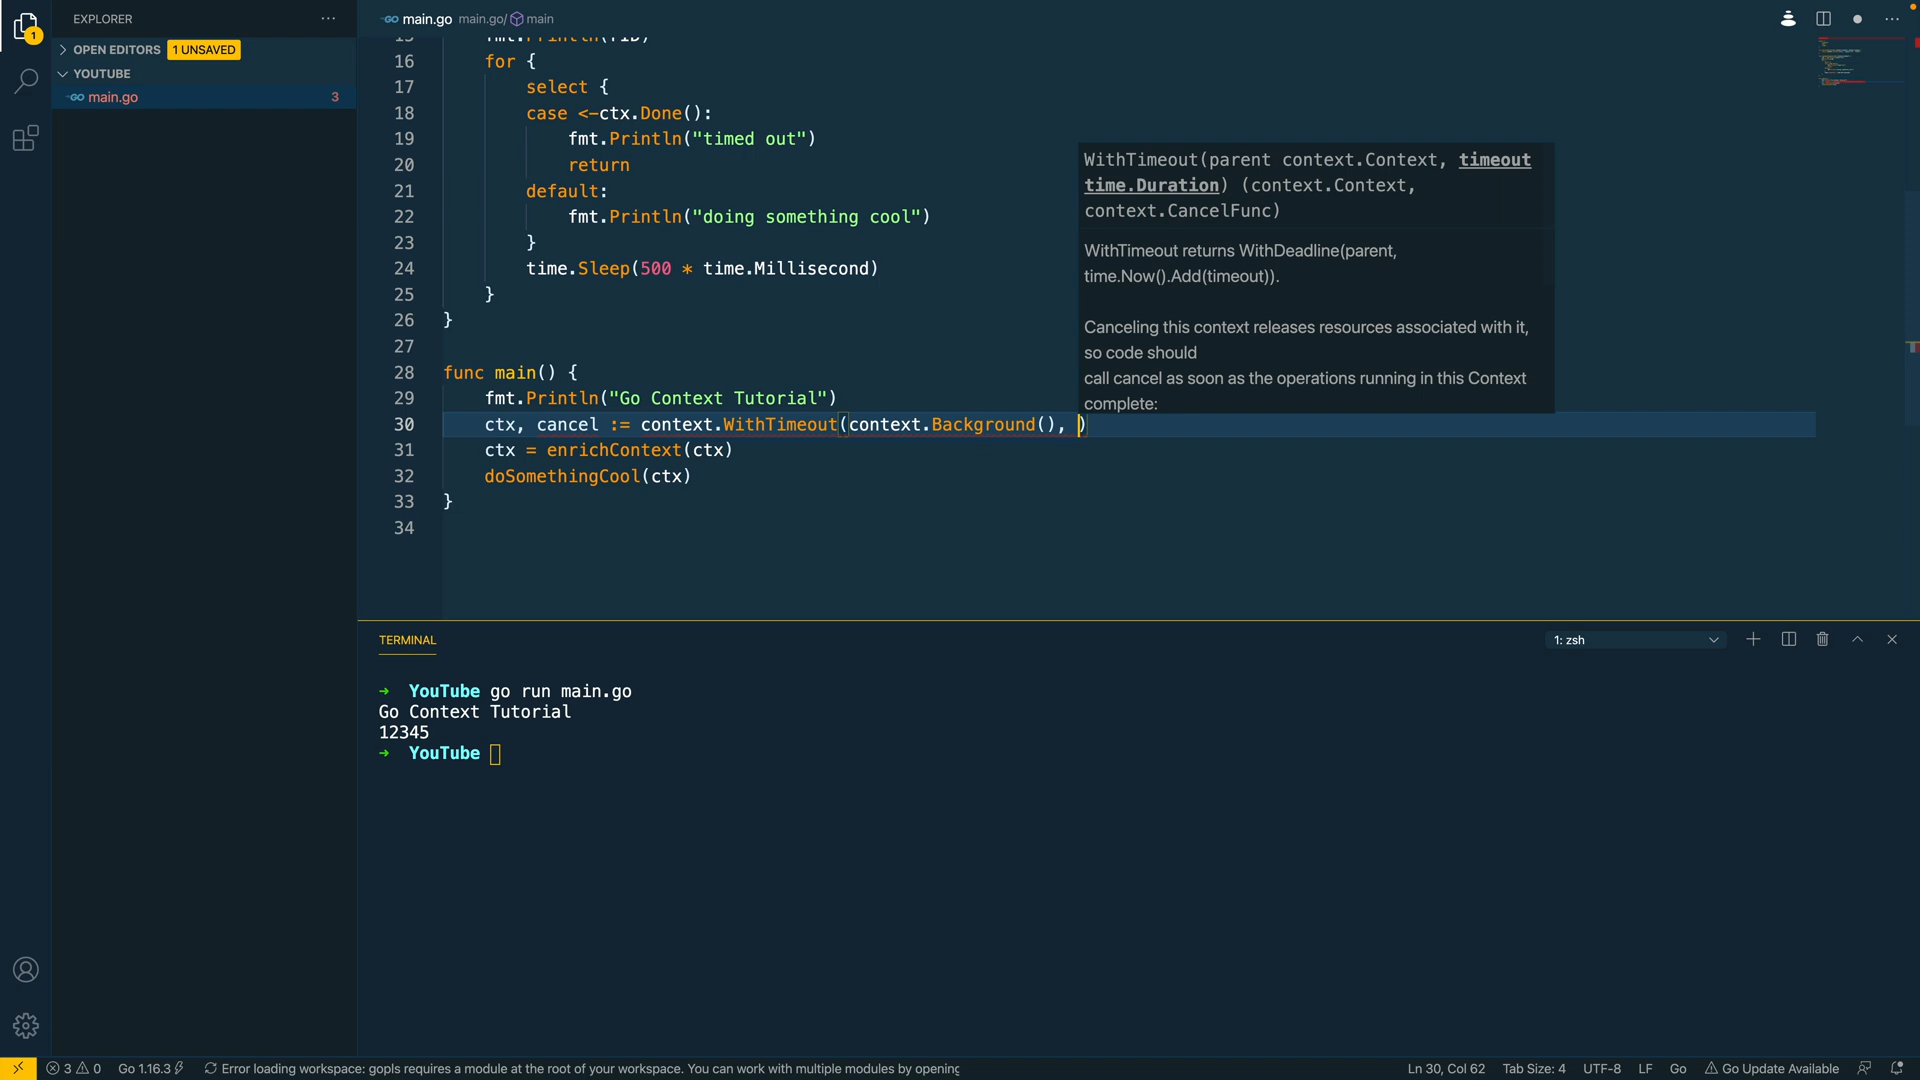 EXPLORER
OPEN EDITORS 1 UNSAVED
YOUTUBE
GO main.go 3
1
GO main.go main.go/ main
16 for {
17 select {
18 case <-ctx.Done():
19 fmt.Println("timed out")
20 return
21 default:
22 fmt.Println("doing something cool")
23 }
24 time.Sleep(500 * time.Millisecond)
25 }
26 }
27
28 func main() {
29 fmt.Println("Go Context Tutorial")
30 ctx, cancel := context.WithTimeout(context.Background(), )
31 ctx = enrichContext(ctx)
32 doSomethingCool(ctx)
33 }
34
WithTimeout(parent context.Context, timeout
time.Duration) (context.Context,
context.CancelFunc)
WithTimeout returns WithDeadline(parent,
time.Now().Add(timeout)).
Canceling this context releases resources associated with it,
so code should
call cancel as soon as the operations running in this Context
complete:
TERMINAL
1: zsh
→ YouTube go run main.go
Go Context Tutorial
12345
→ YouTube
3 0 Go 1.16.3 Error loading workspace: gopls requires a module at the root of your workspace. You can work with multiple modules by opening
Ln 30, Col 62 Tab Size: 4 UTF-8 LF Go Go Update Available